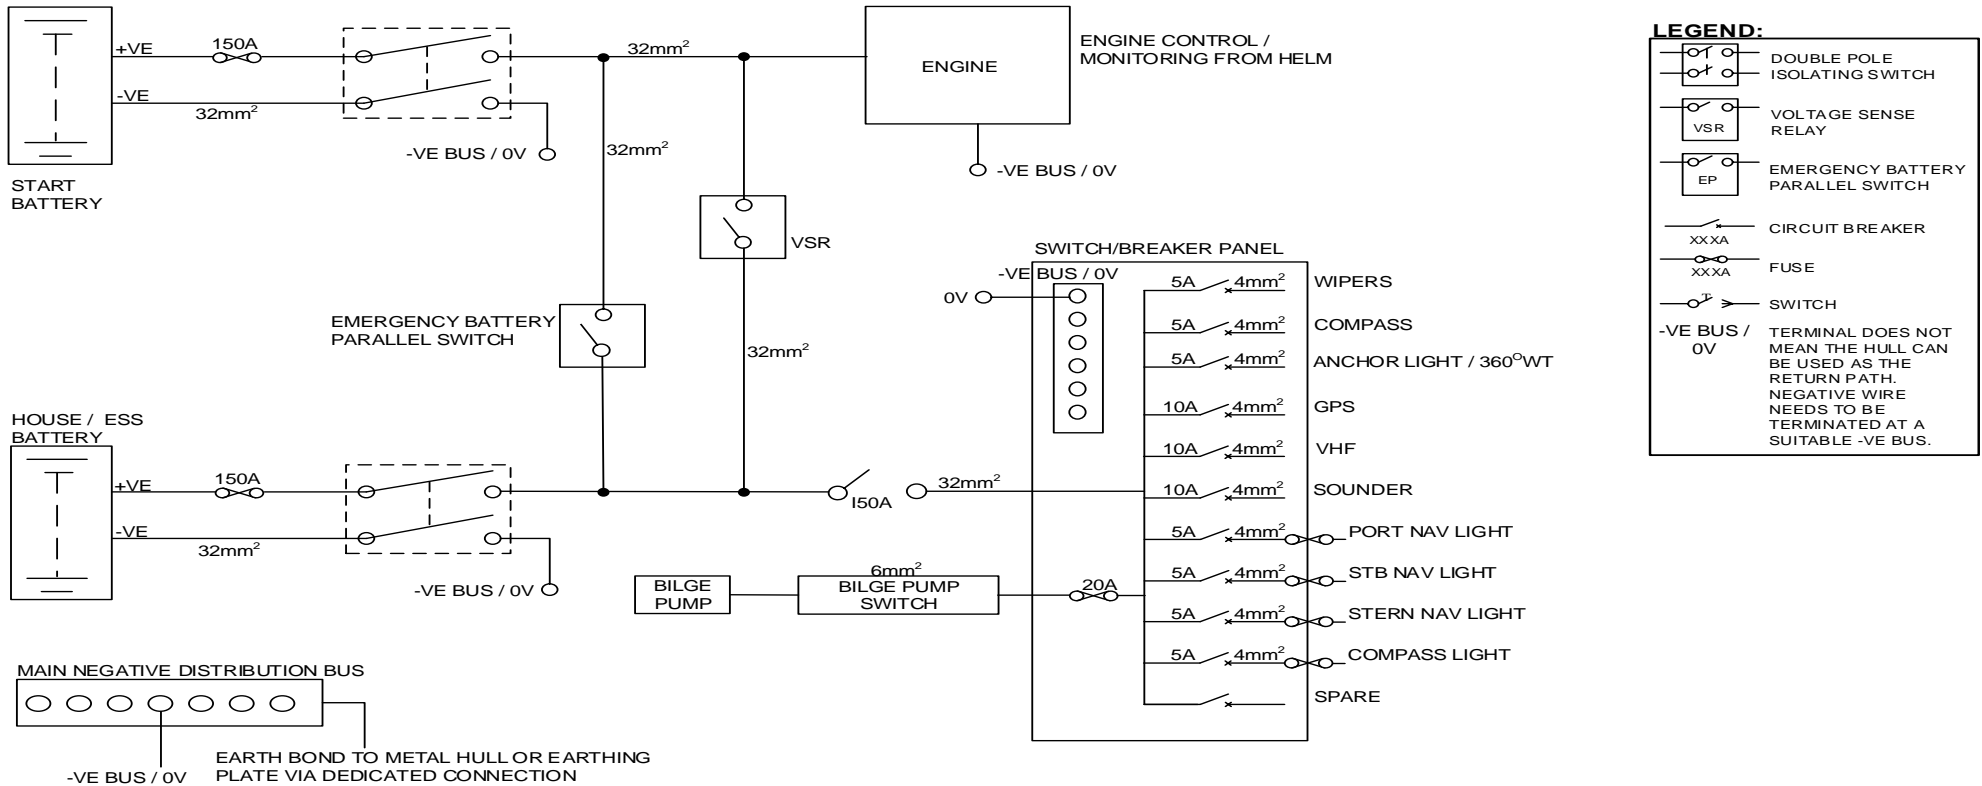 +VE
150A
-VE
32mm²
START
BATTERY
-VE BUS / 0V
32mm²
32mm²
ENGINE
ENGINE CONTROL /
MONITORING FROM HELM
-VE BUS / 0V
VSR
EMERGENCY BATTERY
PARALLEL SWITCH
32mm²
HOUSE / ESS
BATTERY
+VE
150A
-VE
32mm²
-VE BUS / 0V
I50A
32mm²
SWITCH/BREAKER PANEL
-VE BUS / 0V
0V
5A 4mm² WIPERS
5A 4mm² COMPASS
5A 4mm² ANCHOR LIGHT / 360⁰WT
10A 4mm² GPS
10A 4mm² VHF
10A 4mm² SOUNDER
5A 4mm² PORT NAV LIGHT
5A 4mm² STB NAV LIGHT
5A 4mm² STERN NAV LIGHT
5A 4mm² COMPASS LIGHT
SPARE
BILGE
PUMP
6mm²
BILGE PUMP
SWITCH
20A
MAIN NEGATIVE DISTRIBUTION BUS
-VE BUS / 0V
EARTH BOND TO METAL HULL OR EARTHING
PLATE VIA DEDICATED CONNECTION
LEGEND:
DOUBLE POLE
ISOLATING SWITCH
VSR
VOLTAGE SENSE
RELAY
EP
EMERGENCY BATTERY
PARALLEL SWITCH
XXXA
CIRCUIT BREAKER
XXXA
FUSE
T
SWITCH
-VE BUS /
0V
TERMINAL DOES NOT
MEAN THE HULL CAN
BE USED AS THE
RETURN PATH.
NEGATIVE WIRE
NEEDS TO BE
TERMINATED AT A
SUITABLE -VE BUS.